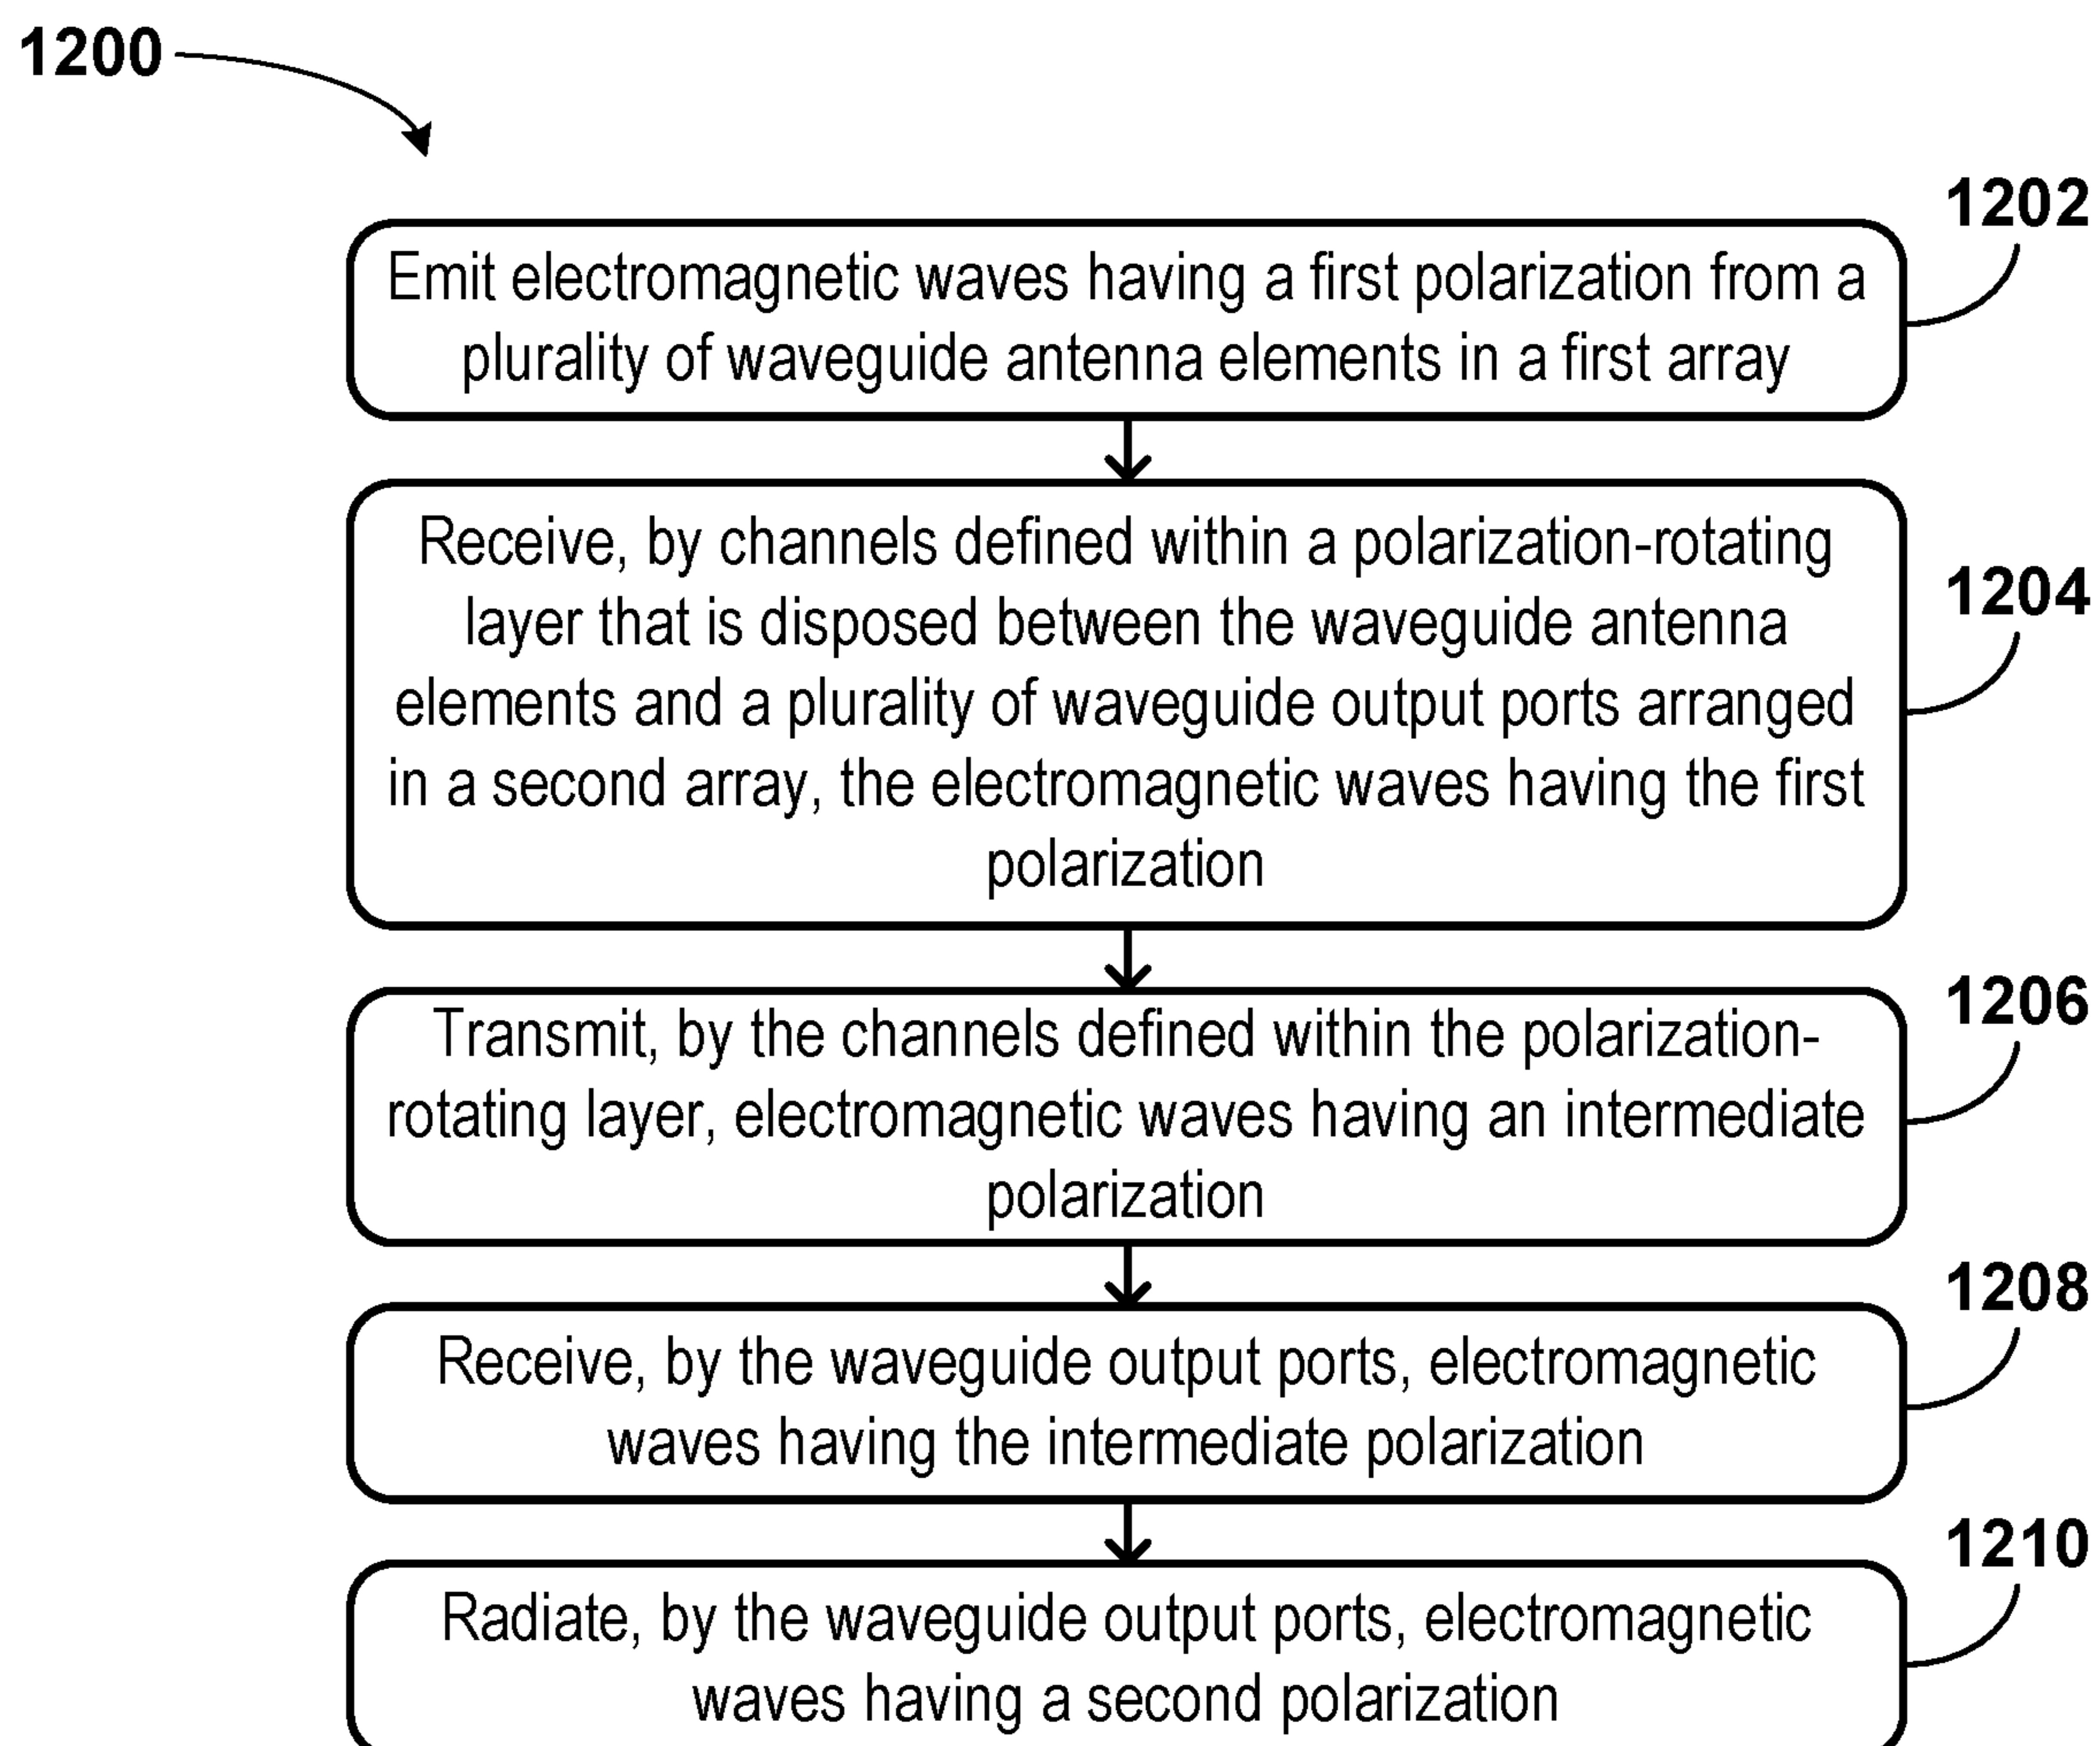 1200
1202
Emit electromagnetic waves having a first polarization from a
plurality of waveguide antenna elements in a first array
1204
Receive, by channels defined within a polarization-rotating
layer that is disposed between the waveguide antenna
elements and a plurality of waveguide output ports arranged
in a second array, the electromagnetic waves having the first
polarization
1206
Transmit, by the channels defined within the polarization-
rotating layer, electromagnetic waves having an intermediate
polarization
1208
Receive, by the waveguide output ports, electromagnetic
waves having the intermediate polarization
1210
Radiate, by the waveguide output ports, electromagnetic
waves having a second polarization